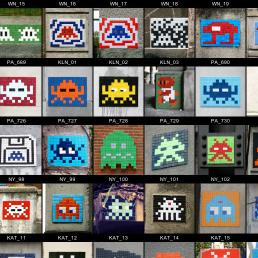 WN_15 WN_16 WN_17 WN_18 WN_19
PA_689 KLN_01 KLN_02 KLN_03 PA_690
PA_726 PA_727 PA_728 PA_729 PA_730
NY_98 NY_99 NY_100 NY_101 NY_102
KAT_11 KAT_12 KAT_13 KAT_14 KAT_15